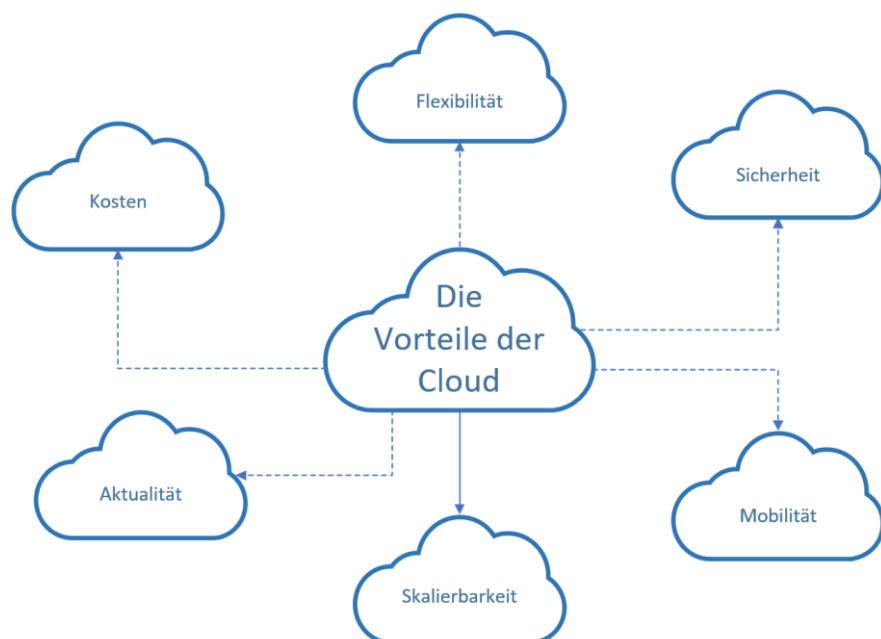 Flexibilität
Sicherheit
Kosten
Die
Vorteile der
Cloud
Aktualität
Mobilität
Skalierbarkeit